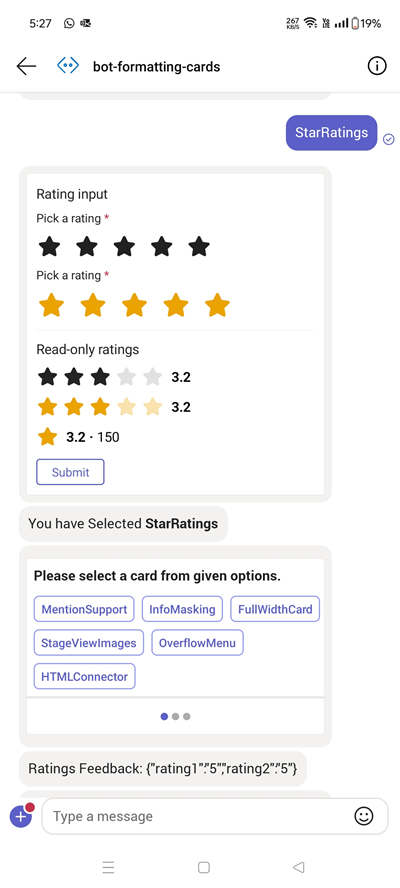 5:27
267 KB/S
Vo LTE
19%
bot-formatting-cards
StarRatings
Rating input
Pick a rating *
Pick a rating *
Read-only ratings
3.2
3.2
3.2 · 150
Submit
You have Selected StarRatings
Please select a card from given options.
MentionSupport InfoMasking FullWidthCard
StageViewImages OverflowMenu
HTMLConnector
Ratings Feedback: {"rating1":"5","rating2":"5"}
Type a message